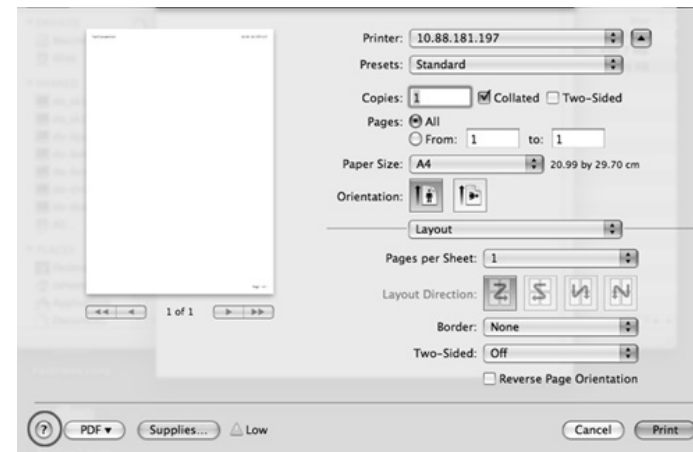 Printer: 10.88.181.197
Presets: Standard
Copies: 1 Collated Two-Sided
Pages: All
From: 1 to: 1
Paper Size: A4 20.99 by 29.70 cm
Orientation:
Layout
Pages per Sheet: 1
Layout Direction:
Border: None
Two-Sided: Off
Reverse Page Orientation
1 of 1
? PDF Supplies... Low Cancel Print